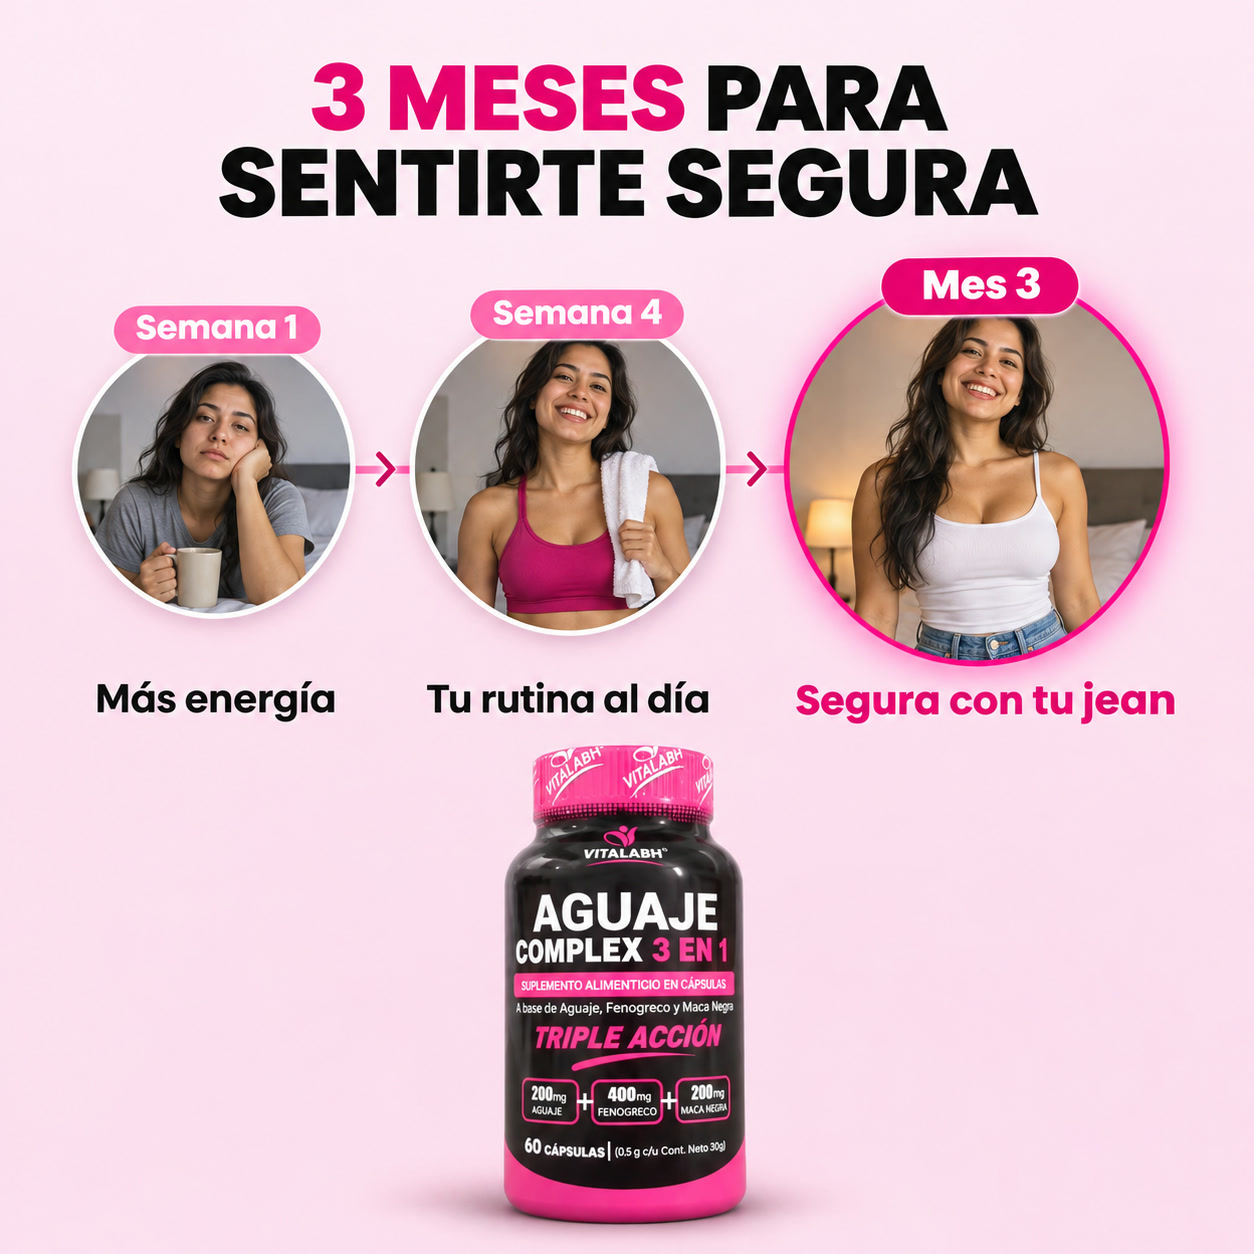 3 MESES PARA
SENTIRTE SEGURA
Semana 1
Semana 4
Mes 3
Más energía
Tu rutina al día
Segura con tu jean
VITALABH
VITALABH
VITALABH
AGUAJE
COMPLEX 3 EN 1
SUPLEMENTO ALIMENTICIO EN CÁPSULAS
A base de Aguaje, Fenogreco y Maca Negra
TRIPLE ACCIÓN
200mg AGUAJE + 400mg FENOGRECO + 200mg MACA NEGRA
60 CÁPSULAS | (0.5 g c/u Cont. Neto 30g)